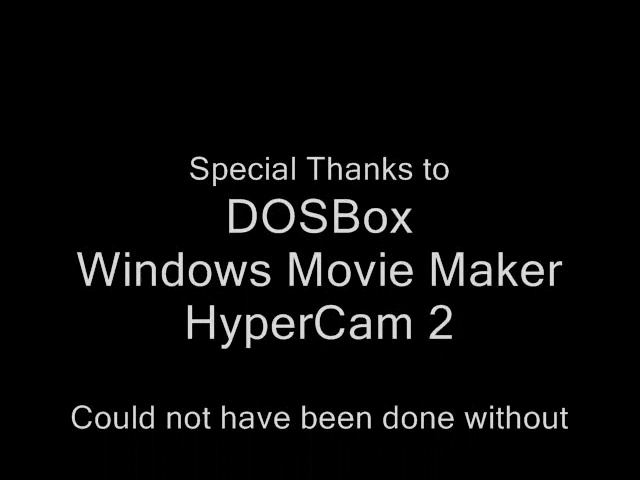 Special Thanks to
DOSBox
Windows Movie Maker
HyperCam 2
Could not have been done without